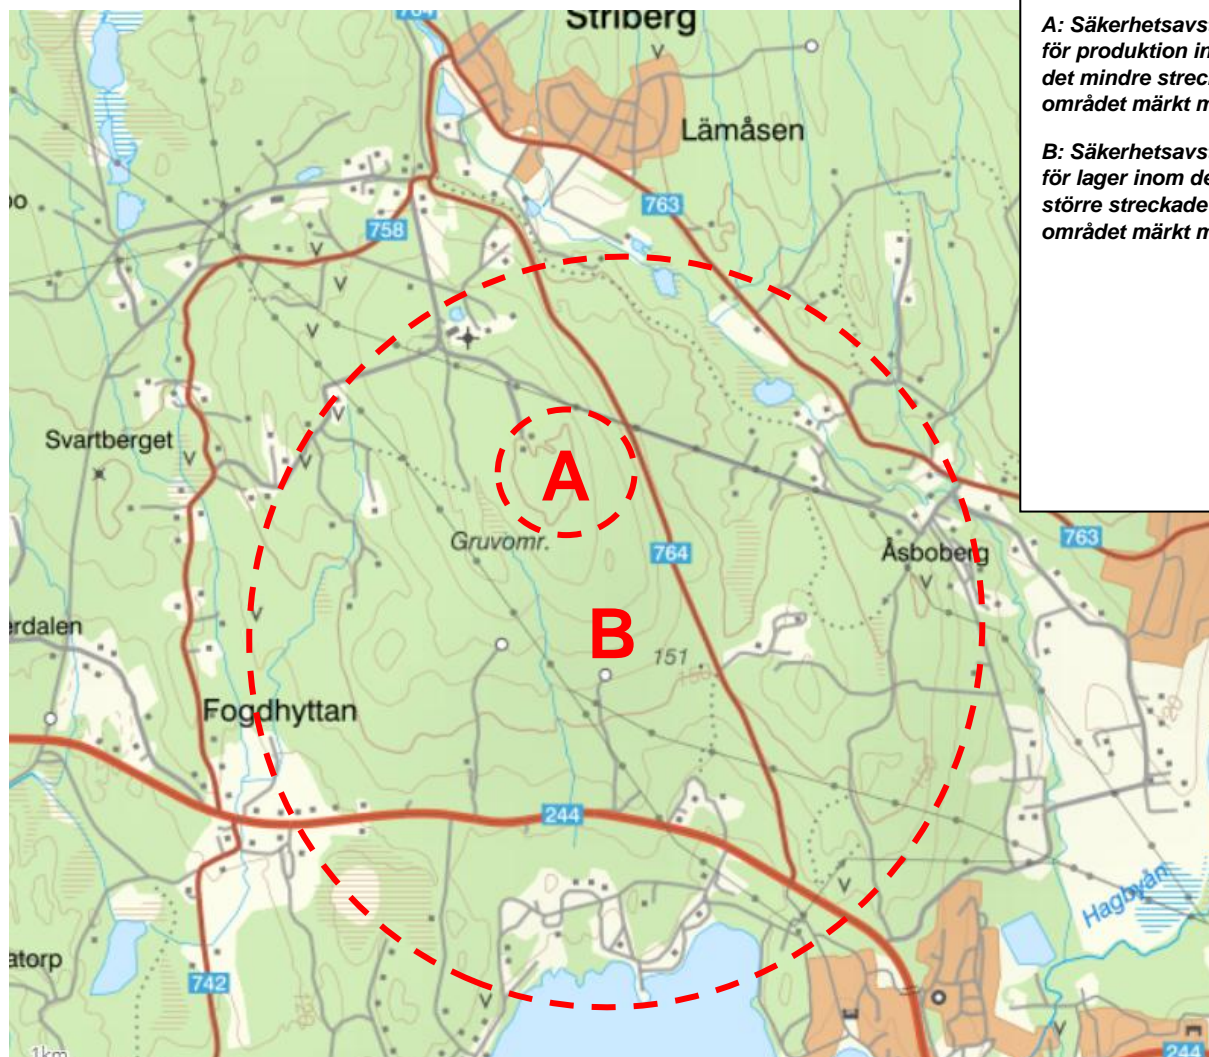 Striberg
A: Säkerhetsavs
för produktion in
det mindre strec
området märkt m
B: Säkerhetsavs
för lager inom de
större streckade
området märkt m
Lämåsen
763
758
Svartberget
A
Gruvomr.
764
763
Åsboberg
B
151
erdalen
Fogdhyttan
244
Hagbyån
atorp
742
1km
244